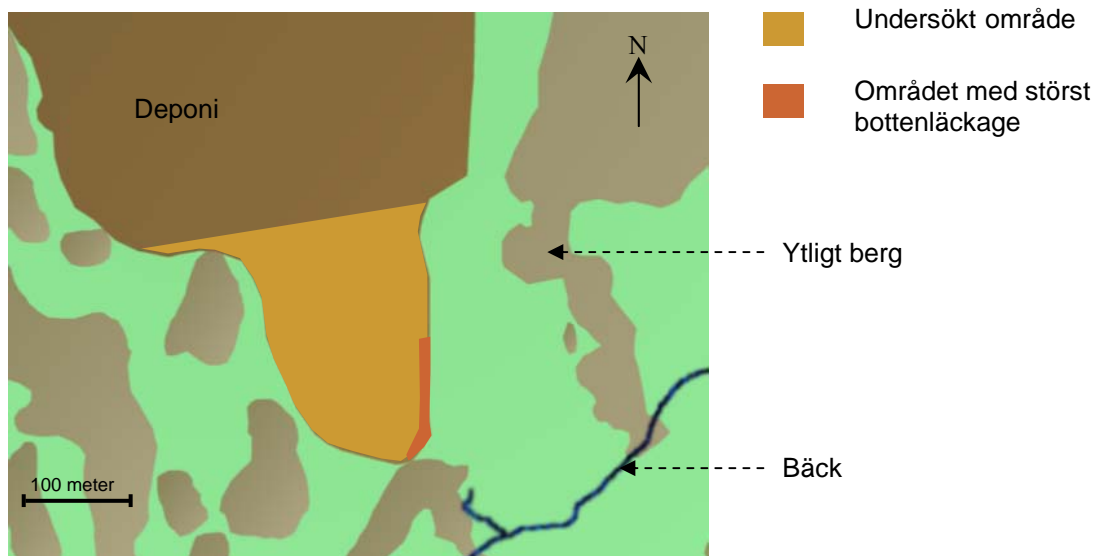 Undersökt område
N
Området med störst
bottenläckage
Deponi
Ytligt berg
Bäck
100 meter